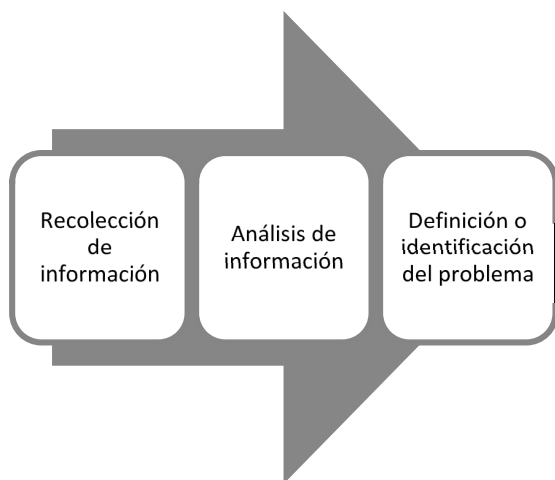 Recolección
de
información
Análisis de
información
Definición o
identificación
del problema